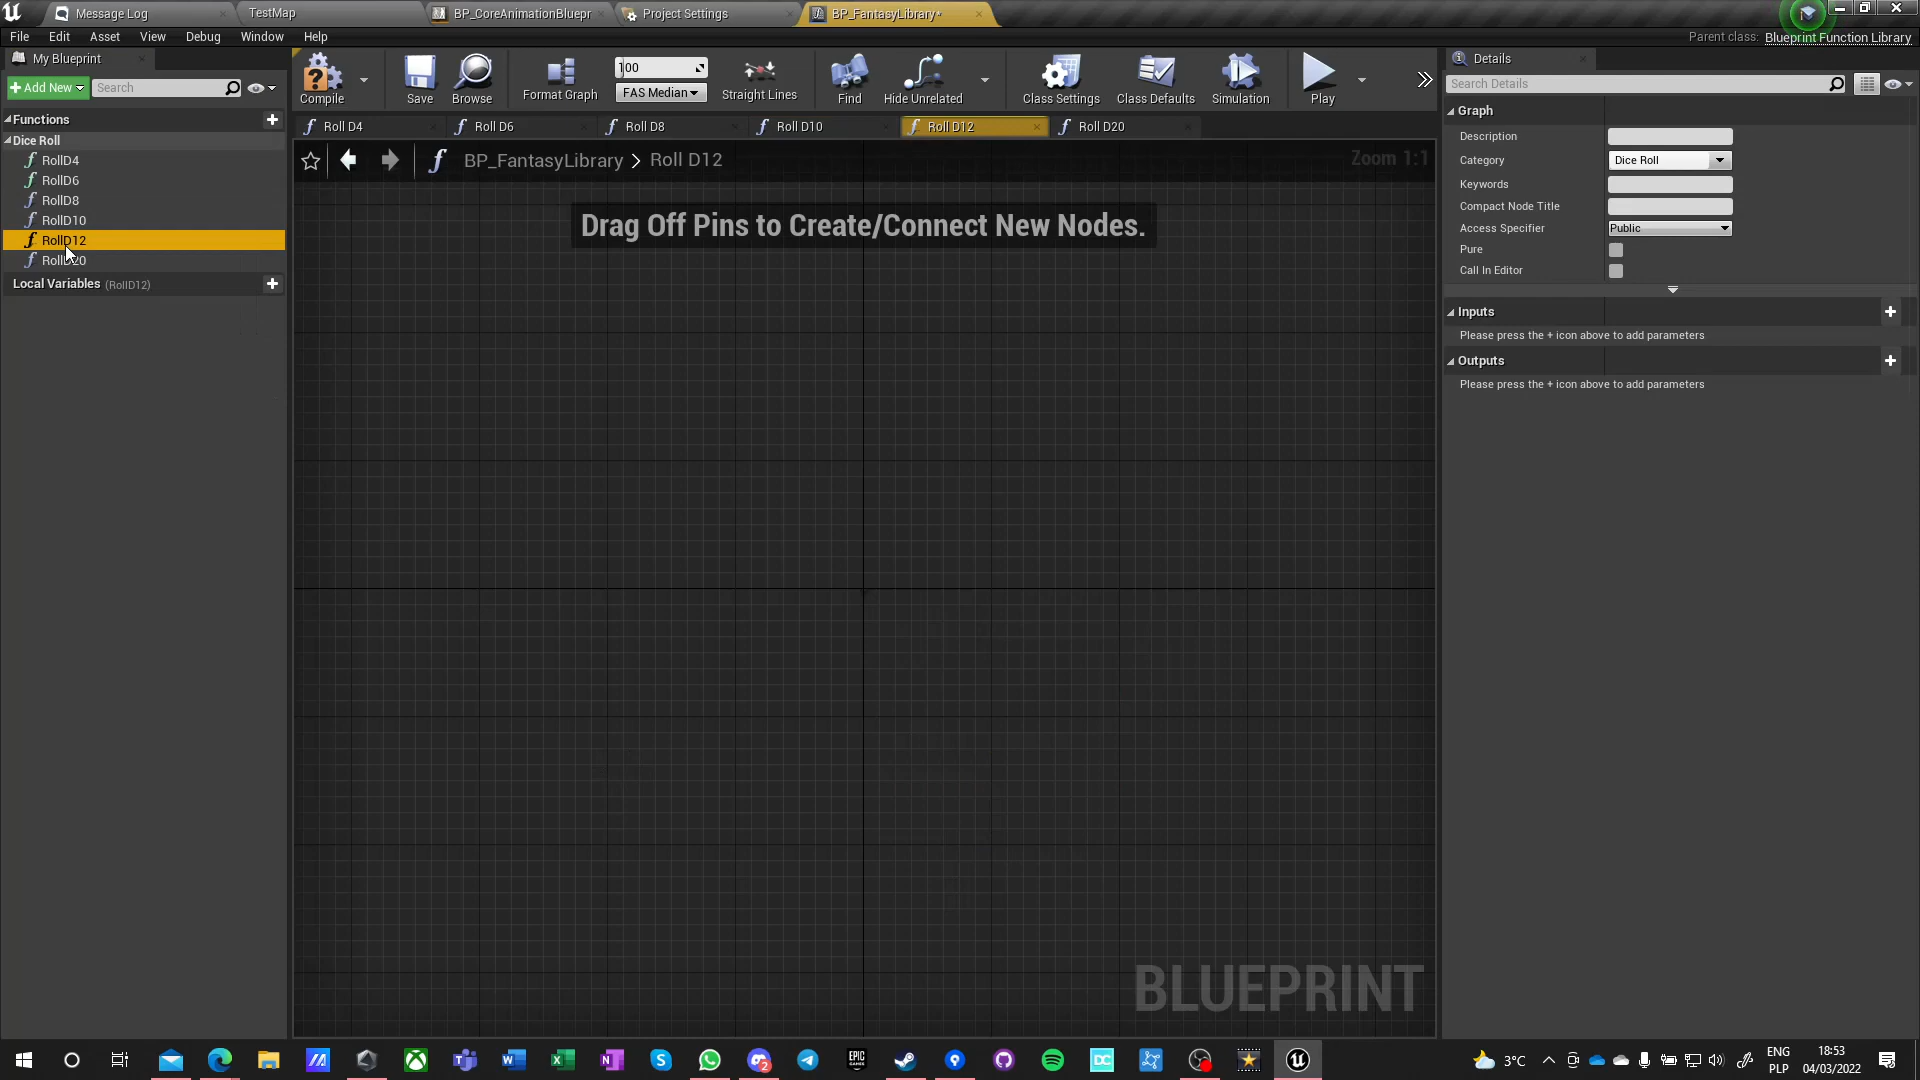 Message Log
TestMap
BP_CoreAnimationBluepr
Project Settings
BP_FantasyLibrary*
File Edit Asset View Debug Window Help
Parent class: Blueprint Function Library
My Blueprint
Add New
Search
Functions
Dice Roll
RollD4
RollD6
RollD8
RollD10
RollD12
RollD20
Local Variables (RollD12)
Compile
Save
Browse
Format Graph
100
FAS Median
Straight Lines
Find
Hide Unrelated
Class Settings
Class Defaults
Simulation
Play
Roll D4
Roll D6
Roll D8
Roll D10
Roll D12
Roll D20
BP_FantasyLibrary > Roll D12
Zoom 1:1
Drag Off Pins to Create/Connect New Nodes.
BLUEPRINT
Details
Search Details
Graph
Description
Category Dice Roll
Keywords
Compact Node Title
Access Specifier Public
Pure
Call In Editor
Inputs
Please press the + icon above to add parameters
Outputs
Please press the + icon above to add parameters
EPIC GAMES
DC
2
3°C
ENG
PLP
18:53
04/03/2022